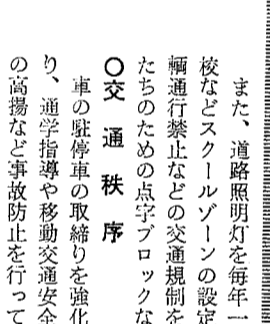 また、道路照明灯を毎年一
校などスクールゾーンの設定
輌通行禁止などの交通規制を
たちのための点字ブロックな
〇交通秩序
車の駐停車の取締りを強化
り、通学指導や移動交通安全
の高揚など事故防止を行って